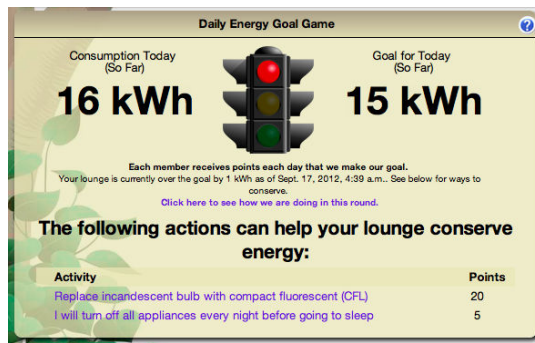 Daily Energy Goal Game
?
Consumption Today
(So Far)
16 kWh
Goal for Today
(So Far)
15 kWh
Each member receives points each day that we make our goal.
Your lounge is currently over the goal by 1 kWh as of Sept. 17, 2012, 4:39 a.m.. See below for ways to
conserve.
Click here to see how we are doing in this round.
The following actions can help your lounge conserve
energy:
Activity Points
Replace incandescent bulb with compact fluorescent (CFL) 20
I will turn off all appliances every night before going to sleep 5